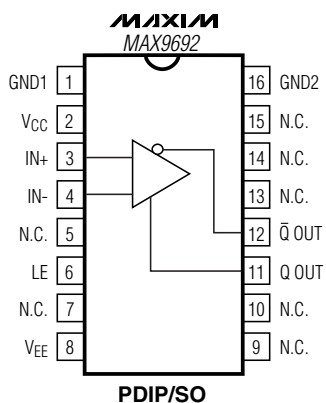 MAXIM
MAX9692
GND1 1
16 GND2
VCC 2
15 N.C.
IN+ 3
14 N.C.
IN- 4
13 N.C.
N.C. 5
12 Q̅ OUT
LE 6
11 Q OUT
N.C. 7
10 N.C.
VEE 8
9 N.C.
PDIP/SO